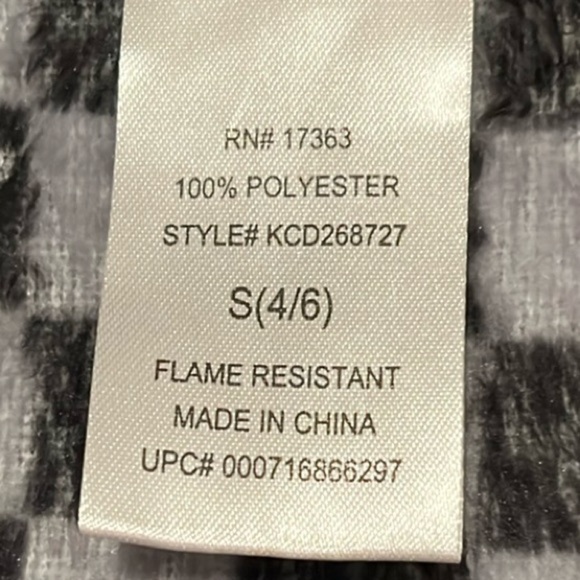 RN# 17363
100% POLYESTER
STYLE# KCD268727
S(4/6)
FLAME RESISTANT
MADE IN CHINA
UPC# 000716866297